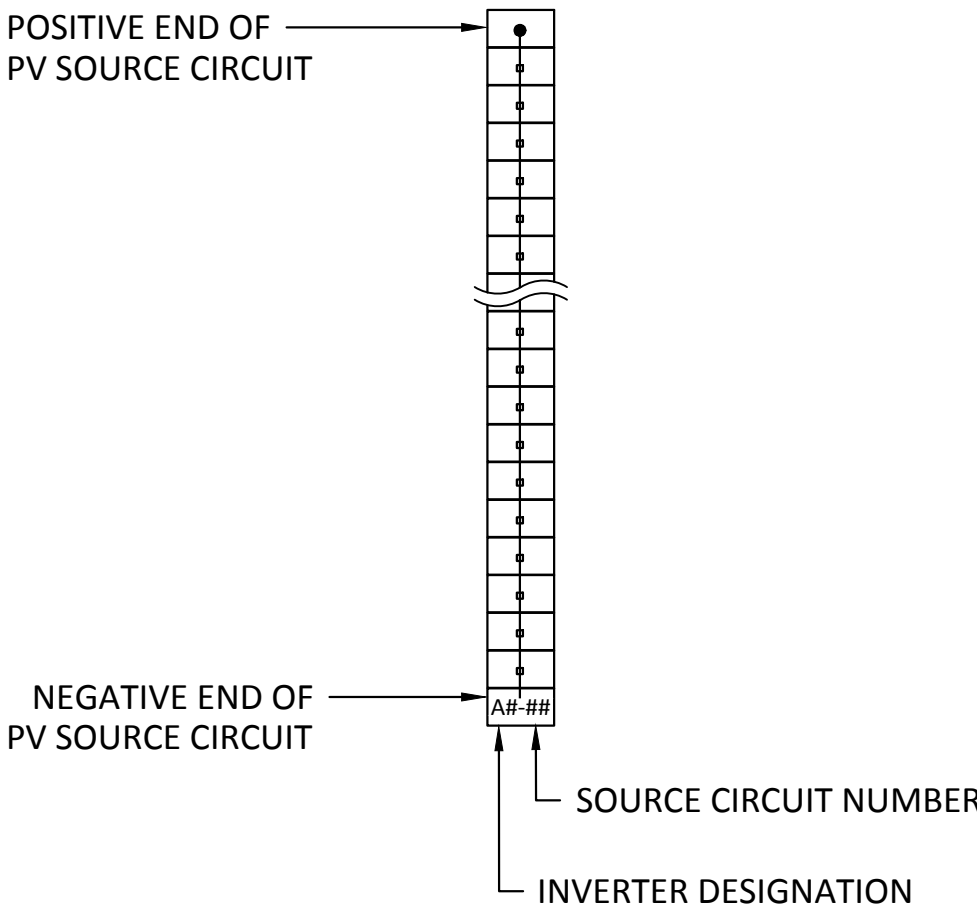 POSITIVE END OF
PV SOURCE CIRCUIT
NEGATIVE END OF
PV SOURCE CIRCUIT
A#-##
SOURCE CIRCUIT NUMBER
INVERTER DESIGNATION